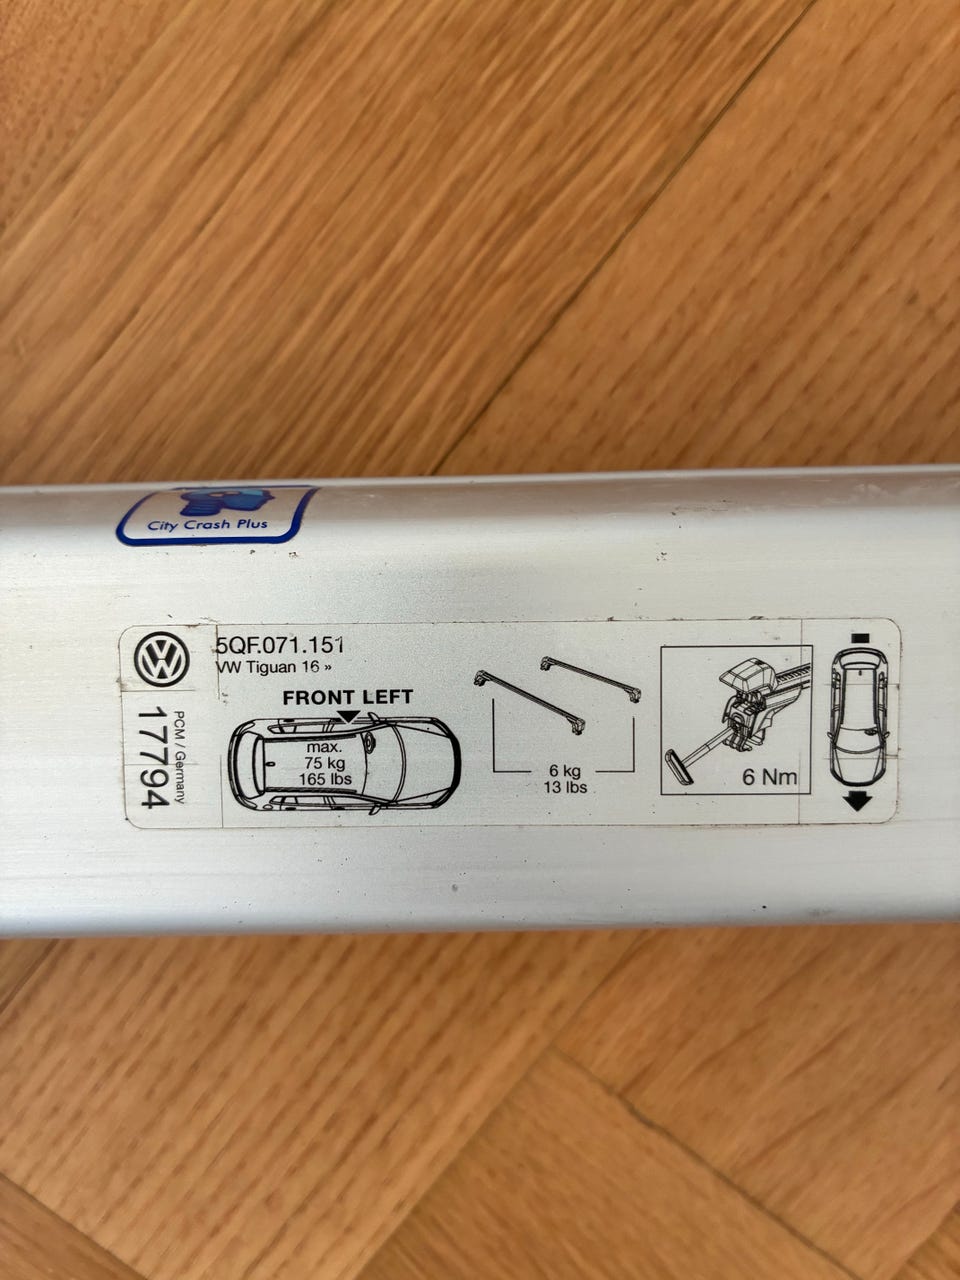 City Crash Plus
5QF.071.151
VW Tiguan 16 »
FRONT LEFT
max.
75 kg
165 lbs
6 kg
13 lbs
6 Nm
PCM / Germany
17794